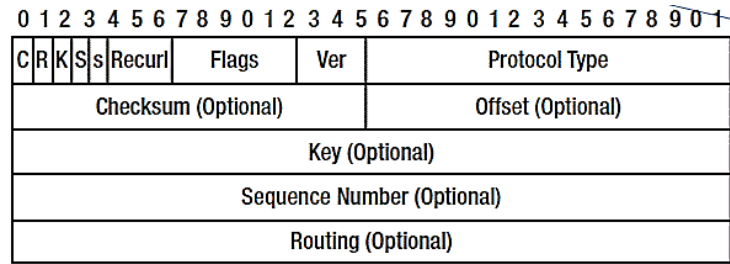 0 1 2 3 4 5 6 7 8 9 0 1 2 3 4 5 6 7 8 9 0 1 2 3 4 5 6 7 8 9 0 1
C R K S s Recurl Flags Ver Protocol Type
Checksum (Optional) Offset (Optional)
Key (Optional)
Sequence Number (Optional)
Routing (Optional)